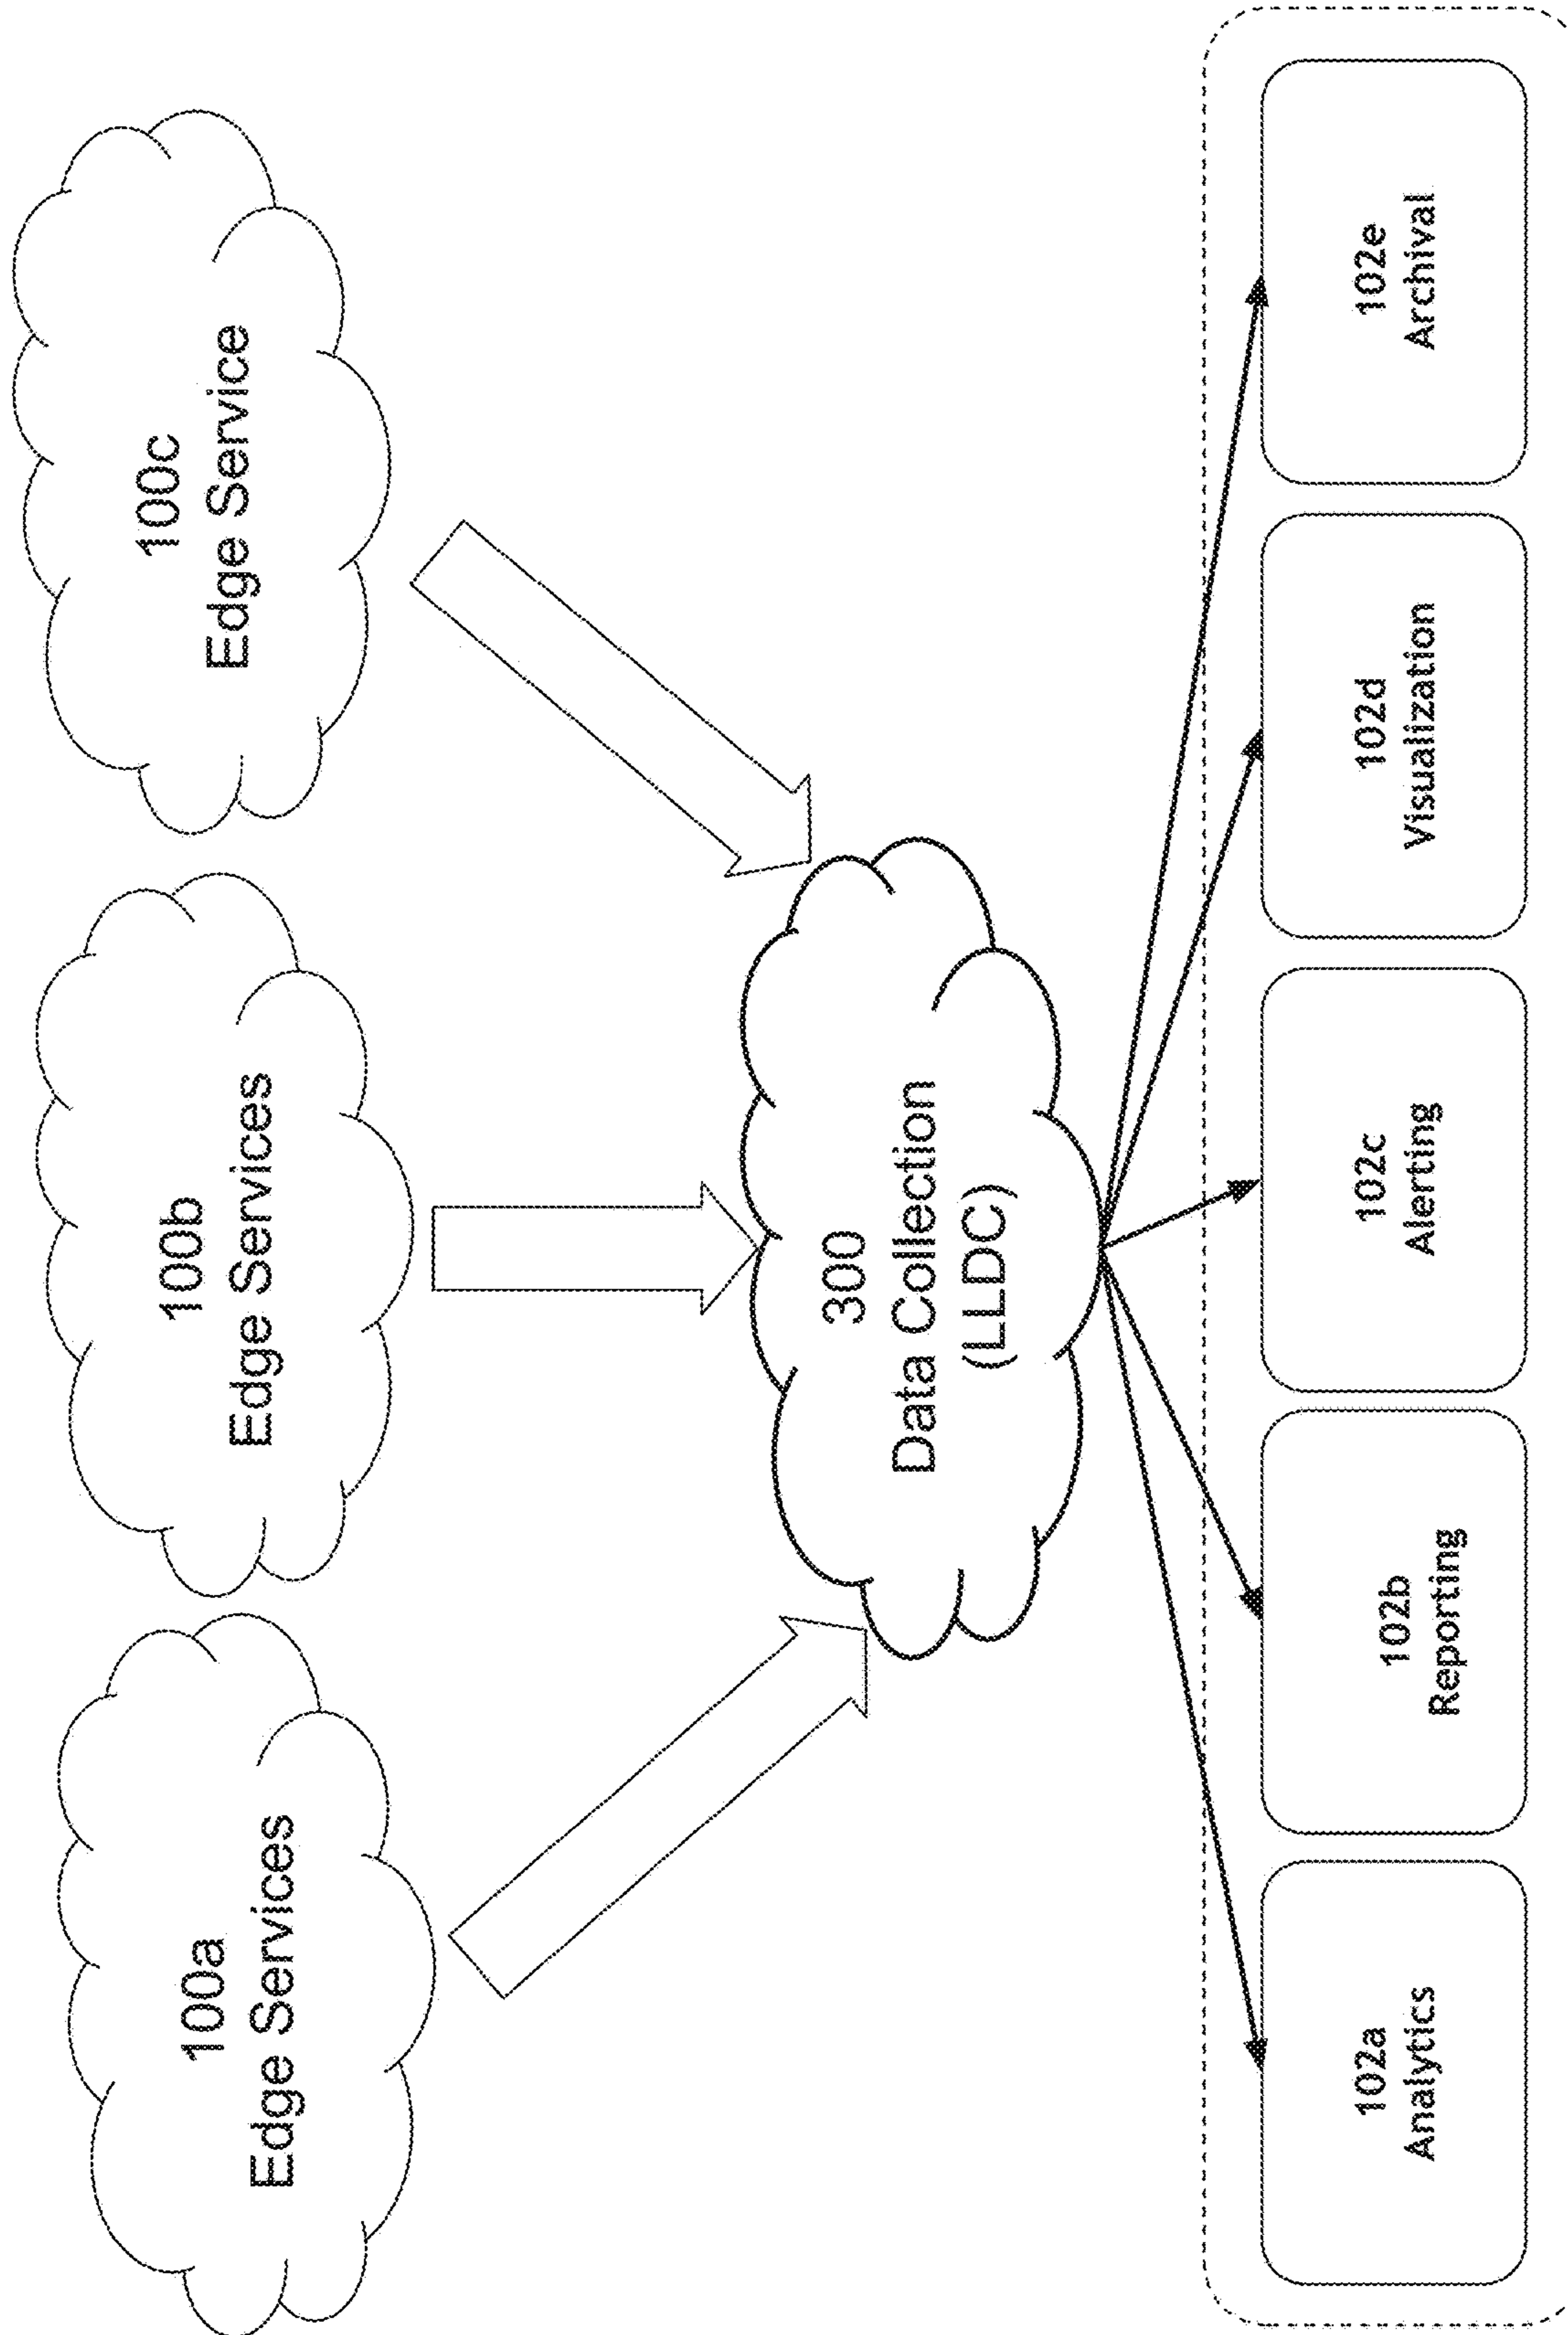 100a
Edge Services
100b
Edge Services
100c
Edge Service
300
Data Collection
(LLDC)
102a
Analytics
102b
Reporting
102c
Alerting
102d
Visualization
102e
Archival